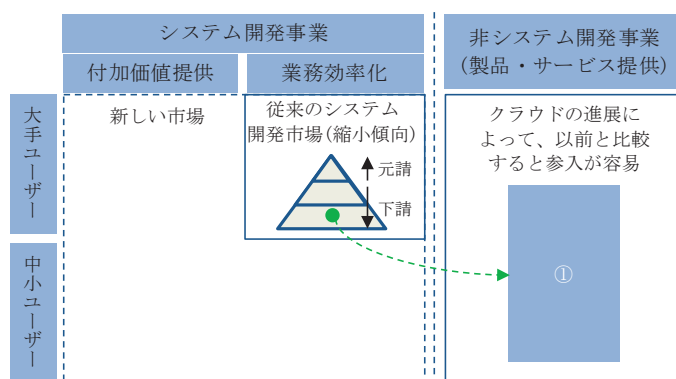 システム開発事業
付加価値提供
業務効率化
非システム開発事業
(製品・サービス提供)
大手ユーザー
中小ユーザー
新しい市場
従来のシステム
開発市場(縮小傾向)
元請
下請
クラウドの進展に
よって、以前と比較
すると参入が容易
①